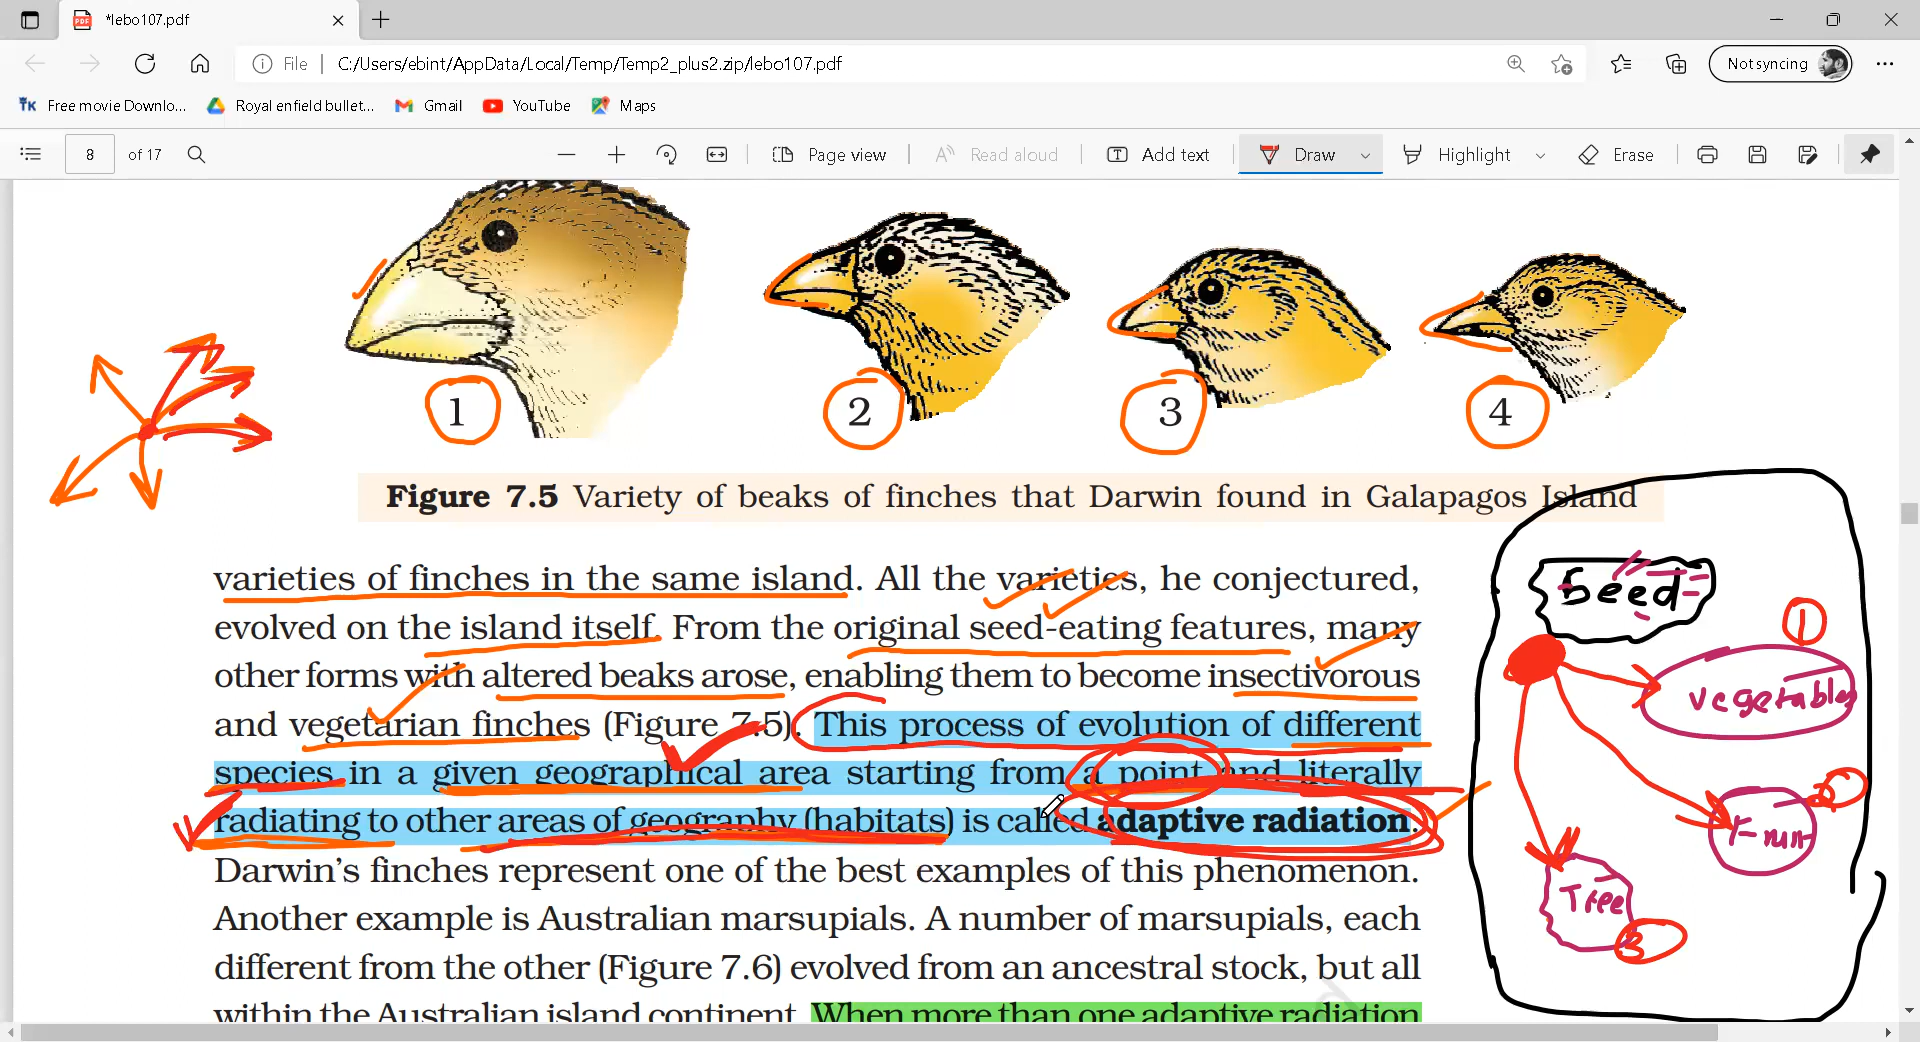 *lebo107.pdf
File C:/Users/ebint/AppData/Local/Temp/Temp2_plus2.zip/lebo107.pdf Not syncing
Free movie Downlo... Royal enfield bullet... Gmail YouTube Maps
8 of 17 Page view Read aloud Add text Draw Highlight Erase
1 2 3 4
Figure 7.5 Variety of beaks of finches that Darwin found in Galapagos Island
varieties of finches in the same island. All the varieties, he conjectured,
evolved on the island itself. From the original seed-eating features, many
other forms with altered beaks arose, enabling them to become insectivorous
and vegetarian finches (Figure 7.5). This process of evolution of different
species in a given geographical area starting from a point and literally
radiating to other areas of geography (habitats) is called adaptive radiation.
Darwin's finches represent one of the best examples of this phenomenon.
Another example is Australian marsupials. A number of marsupials, each
different from the other (Figure 7.6) evolved from an ancestral stock, but all
within the Australian island continent. When more than one adaptive radiation
Seed
1
vegetables
2
Tree
3